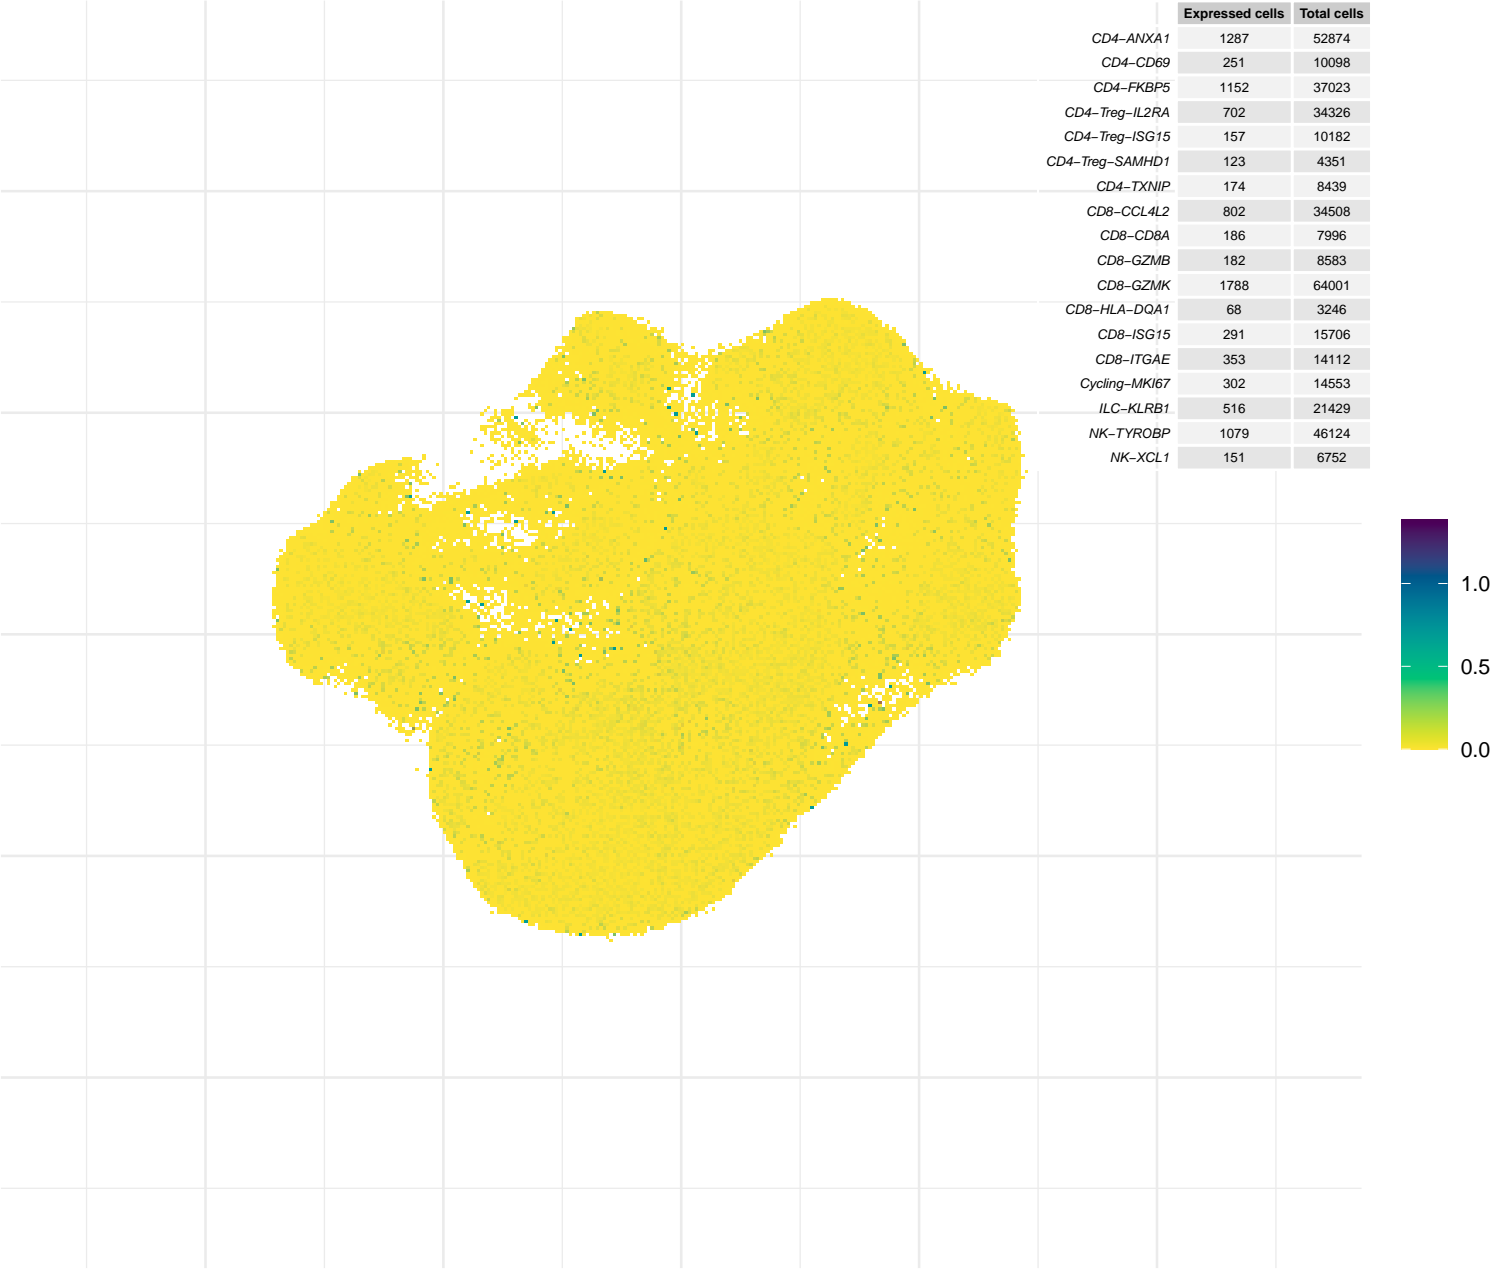 Expressed cells Total cells
CD4−ANXA1 1287 52874
CD4−CD69 251 10098
CD4−FKBP5 1152 37023
CD4−Treg−IL2RA 702 34326
CD4−Treg−ISG15 157 10182
CD4−Treg−SAMHD1 123 4351
CD4−TXNIP 174 8439
CD8−CCL4L2 802 34508
CD8−CD8A 186 7996
CD8−GZMB 182 8583
CD8−GZMK 1788 64001
CD8−HLA−DQA1 68 3246
CD8−ISG15 291 15706
CD8−ITGAE 353 14112
Cycling−MKI67 302 14553
ILC−KLRB1 516 21429
NK−TYROBP 1079 46124
NK−XCL1 151 6752
1.0
0.5
0.0